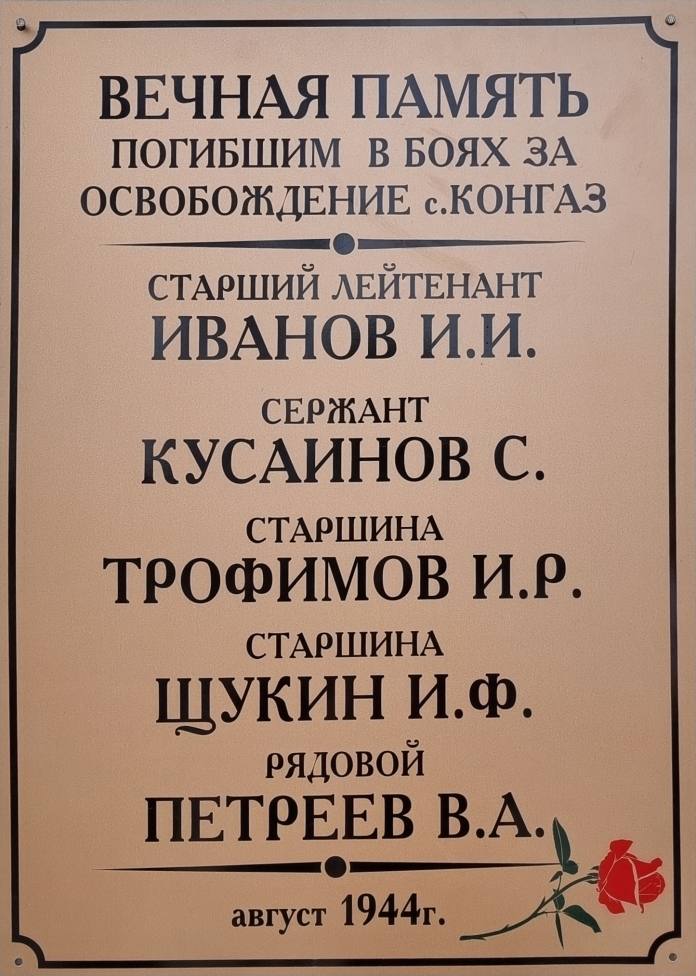 ВЕЧНАЯ ПАМЯТЬ
ПОГИБШИМ В БОЯХ ЗА
ОСВОБОЖДЕНИЕ с.КОНГАЗ
СТАРШИЙ ЛЕЙТЕНАНТ
ИВАНОВ И.И.
СЕРЖАНТ
КУСАИНОВ С.
СТАРШИНА
ТРОФИМОВ И.Р.
СТАРШИНА
ЩУКИН И.Ф.
РЯДОВОЙ
ПЕТРЕЕВ В.А.
август 1944г.